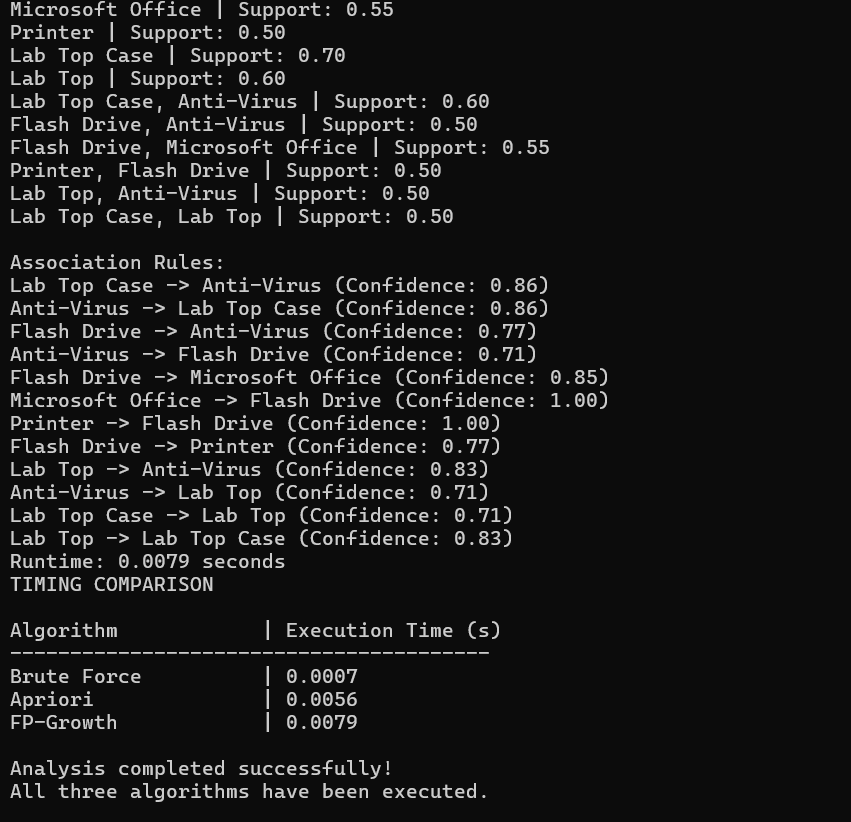 Microsoft Office | Support: 0.55
Printer | Support: 0.50
Lab Top Case | Support: 0.70
Lab Top | Support: 0.60
Lab Top Case, Anti-Virus | Support: 0.60
Flash Drive, Anti-Virus | Support: 0.50
Flash Drive, Microsoft Office | Support: 0.55
Printer, Flash Drive | Support: 0.50
Lab Top, Anti-Virus | Support: 0.50
Lab Top Case, Lab Top | Support: 0.50

Association Rules:
Lab Top Case -> Anti-Virus (Confidence: 0.86)
Anti-Virus -> Lab Top Case (Confidence: 0.86)
Flash Drive -> Anti-Virus (Confidence: 0.77)
Anti-Virus -> Flash Drive (Confidence: 0.71)
Flash Drive -> Microsoft Office (Confidence: 0.85)
Microsoft Office -> Flash Drive (Confidence: 1.00)
Printer -> Flash Drive (Confidence: 1.00)
Flash Drive -> Printer (Confidence: 0.77)
Lab Top -> Anti-Virus (Confidence: 0.83)
Anti-Virus -> Lab Top (Confidence: 0.71)
Lab Top Case -> Lab Top (Confidence: 0.71)
Lab Top -> Lab Top Case (Confidence: 0.83)
Runtime: 0.0079 seconds
TIMING COMPARISON

Algorithm            | Execution Time (s)
----------------------------------------
Brute Force          | 0.0007
Apriori              | 0.0056
FP-Growth            | 0.0079

Analysis completed successfully!
All three algorithms have been executed.